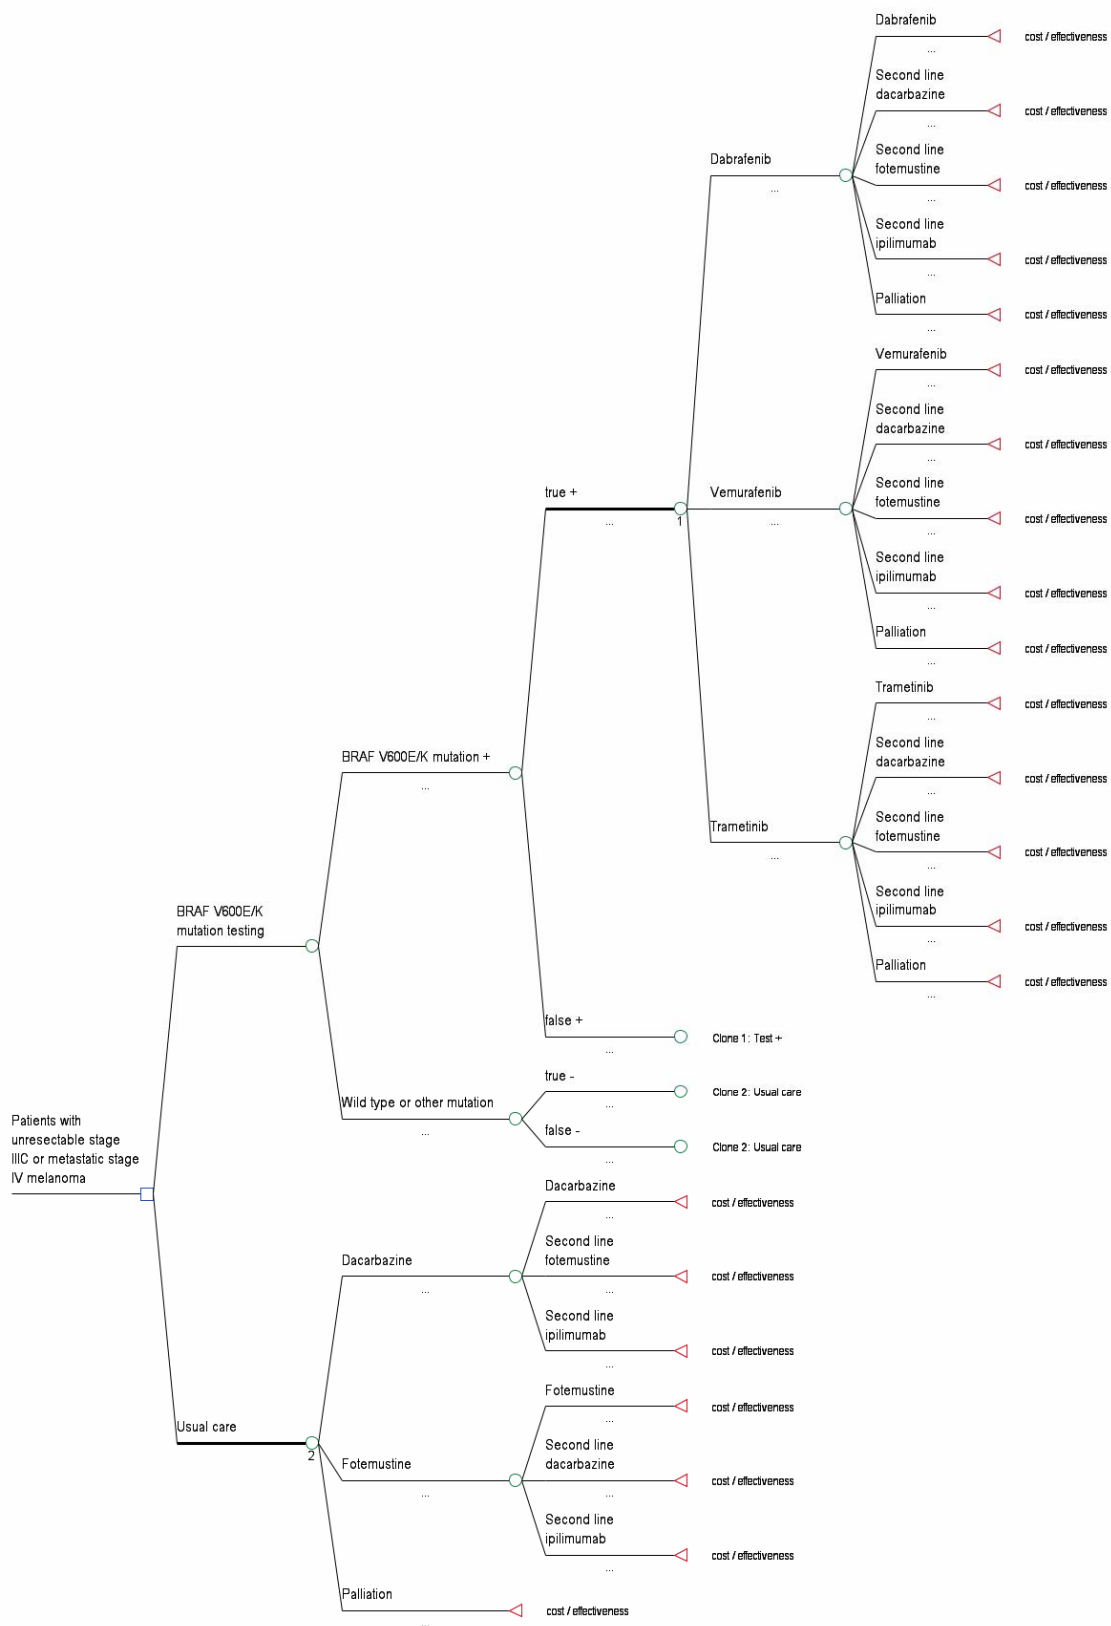 Dabrafenib
cost / effectiveness
...
Second line
dacarbazine
cost / effectiveness
...
Second line
fotemustine
cost / effectiveness
...
Second line
ipilimumab
cost / effectiveness
...
Palliation
cost / effectiveness
...
Dabrafenib
...
Vemurafenib
cost / effectiveness
...
Second line
dacarbazine
cost / effectiveness
...
Second line
fotemustine
cost / effectiveness
...
Second line
ipilimumab
cost / effectiveness
...
Palliation
cost / effectiveness
...
Vemurafenib
...
true +
...
1
Trametinib
cost / effectiveness
...
Second line
dacarbazine
cost / effectiveness
...
Second line
fotemustine
cost / effectiveness
...
Second line
ipilimumab
cost / effectiveness
...
Palliation
cost / effectiveness
...
Trametinib
...
BRAF V600E/K mutation +
...
BRAF V600E/K
mutation testing
false +
...
Clone 1: Test +
true -
...
Clone 2: Usual care
Wild type or other mutation
...
false -
...
Clone 2: Usual care
Patients with
unresectable stage
IIIC or metastatic stage
IV melanoma
Dacarbazine
cost / effectiveness
...
Second line
fotemustine
cost / effectiveness
...
Dacarbazine
...
Second line
ipilimumab
cost / effectiveness
...
Fotemustine
cost / effectiveness
...
Usual care
2
Second line
dacarbazine
cost / effectiveness
...
Fotemustine
...
Second line
ipilimumab
cost / effectiveness
...
Palliation
cost / effectiveness
...